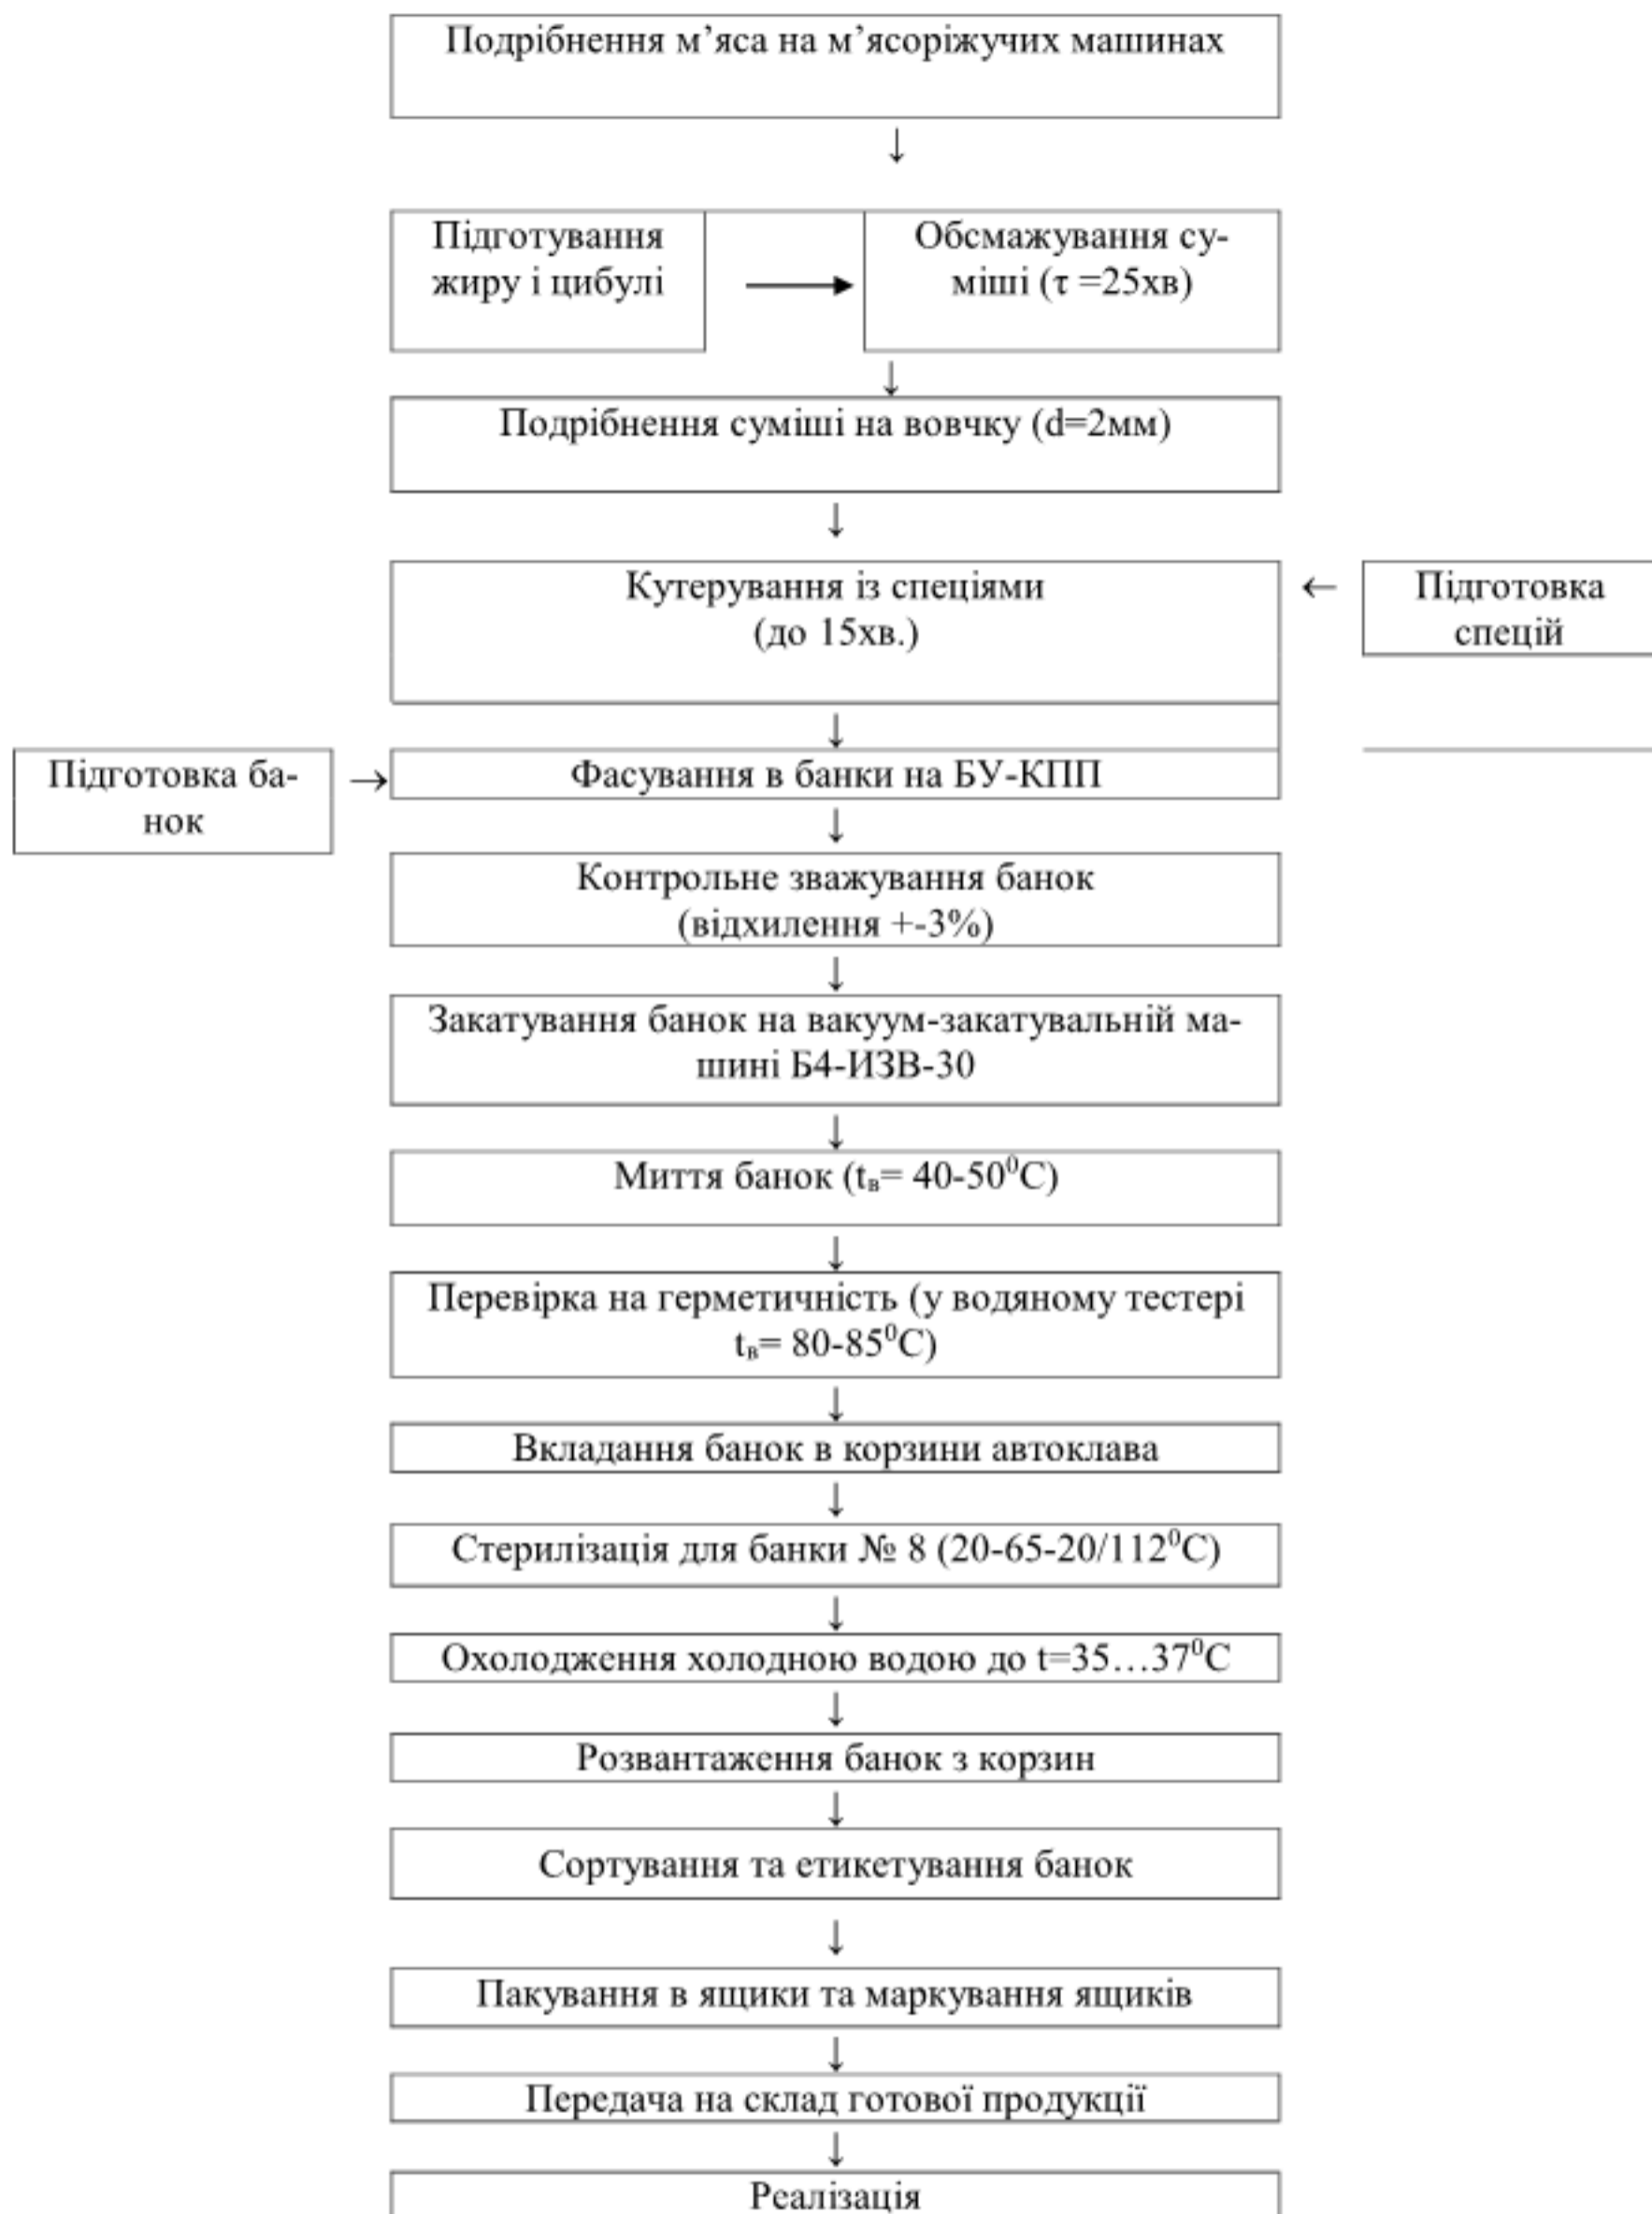 Подрібнення м’яса на м’ясоріжучих машинах
↓
Підготування
жиру і цибулі
→
Обсмажування су-
міші (τ =25хв)
↓
Подрібнення суміші на вовчку (d=2мм)
↓
Кутерування із спеціями
(до 15хв.)
←
Підготовка
спецій
↓
Підготовка ба-
нок
→
Фасування в банки на БУ-КПП
↓
Контрольне зважування банок
(відхилення +-3%)
↓
Закатування банок на вакуум-закатувальній ма-
шині Б4-ИЗВ-30
↓
Миття банок (tв= 40-50⁰С)
↓
Перевірка на герметичність (у водяному тестері
tв= 80-85⁰С)
↓
Вкладання банок в корзини автоклава
↓
Стерилізація для банки № 8 (20-65-20/112⁰С)
↓
Охолодження холодною водою до t=35…37⁰С
↓
Розвантаження банок з корзин
↓
Сортування та етикетування банок
↓
Пакування в ящики та маркування ящиків
↓
Передача на склад готової продукції
↓
Реалізація